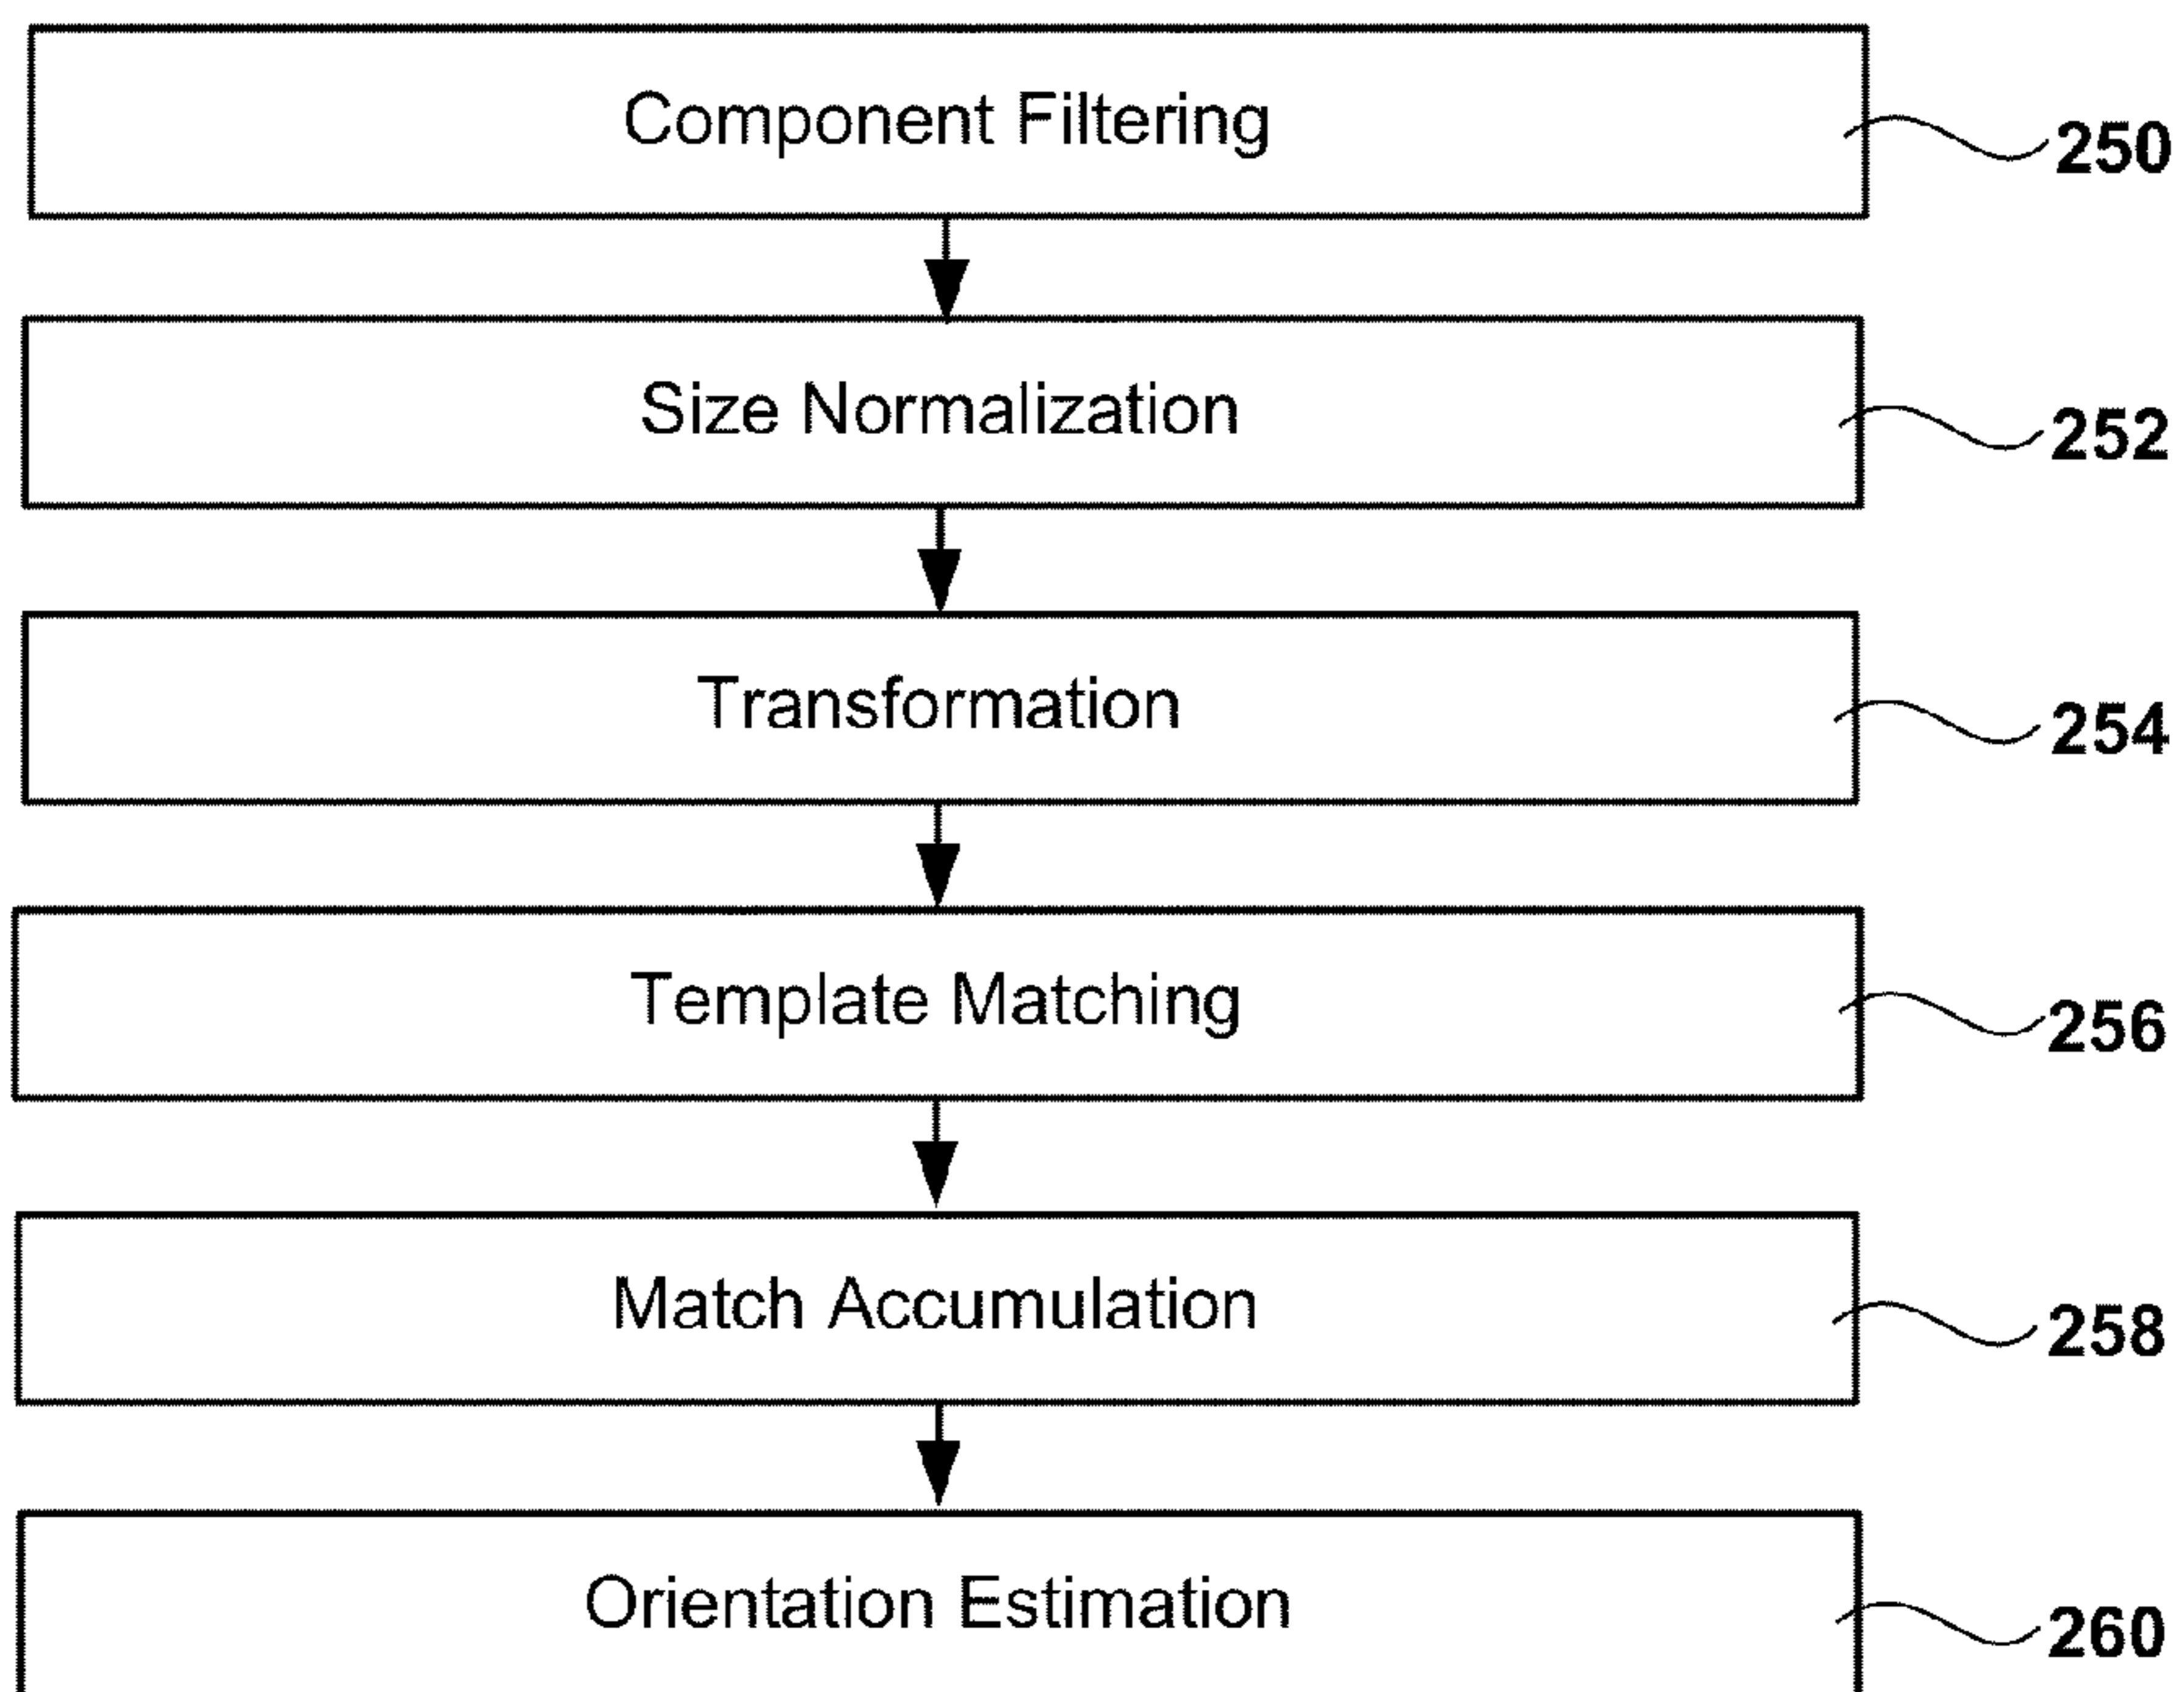 Component Filtering 250
Size Normalization 252
Transformation 254
Template Matching 256
Match Accumulation 258
Orientation Estimation 260